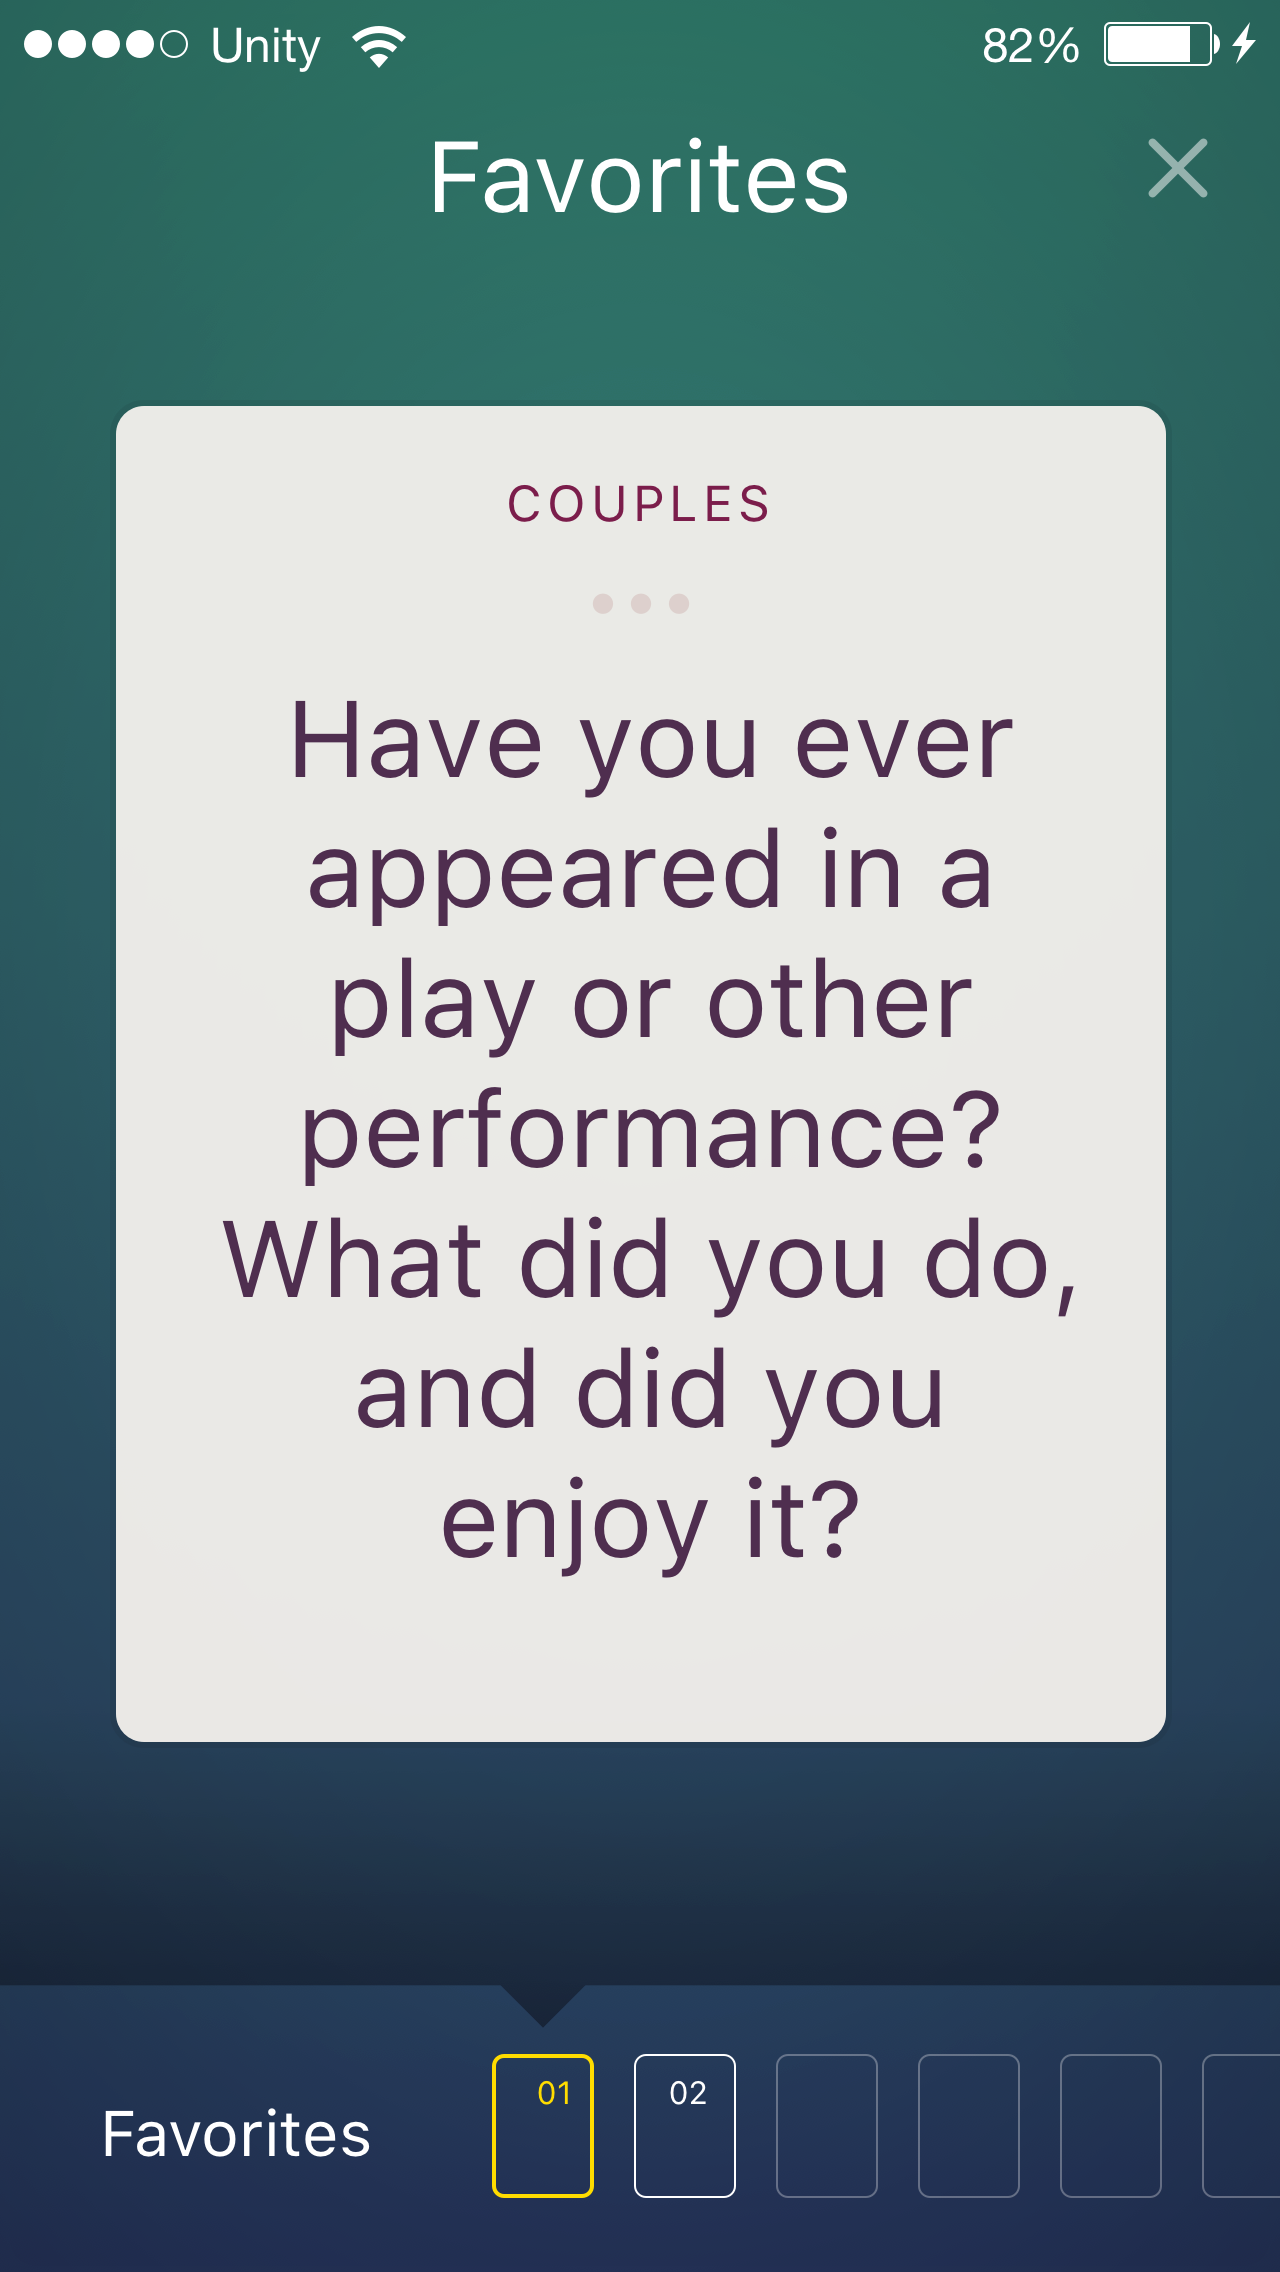 Unity
82%
Favorites
COUPLES
Have you ever
appeared in a
play or other
performance?
What did you do,
and did you
enjoy it?
Favorites
01
02